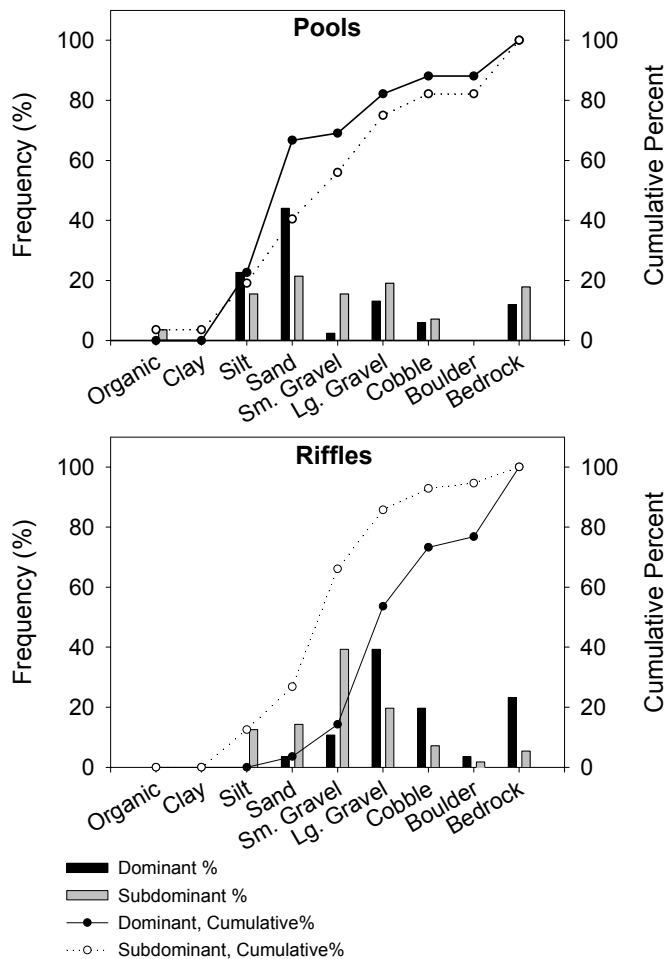 Pools
Frequency (%)
100
80
60
40
20
0
Cumulative Percent
100
80
60
40
20
0
Organic
Clay
Silt
Sand
Sm. Gravel
Lg. Gravel
Cobble
Boulder
Bedrock
Riffles
Frequency (%)
100
80
60
40
20
0
Cumulative Percent
100
80
60
40
20
0
Organic
Clay
Silt
Sand
Sm. Gravel
Lg. Gravel
Cobble
Boulder
Bedrock
Dominant %
Subdominant %
Dominant, Cumulative%
Subdominant, Cumulative%